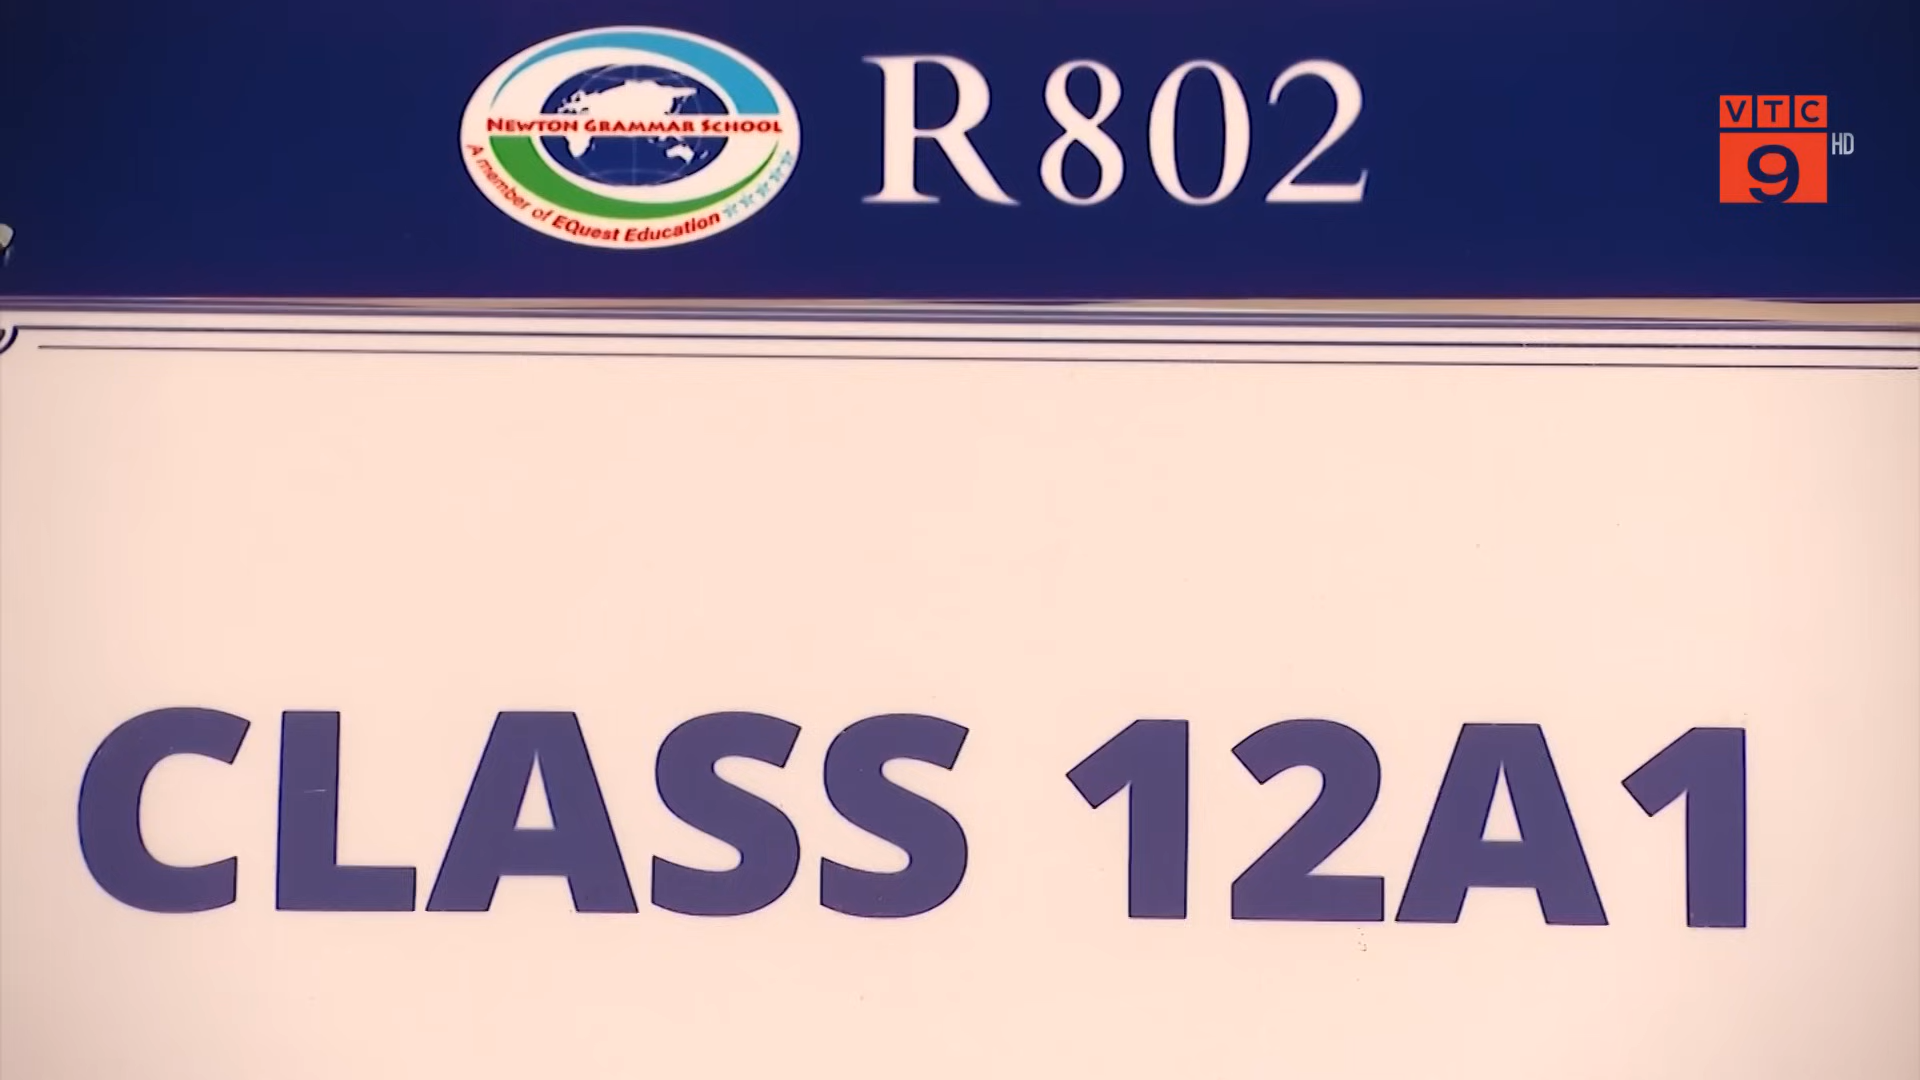 NEWTON GRAMMAR SCHOOL
A member of EQuest Education
R802
VTC
9
HD
CLASS 12A1